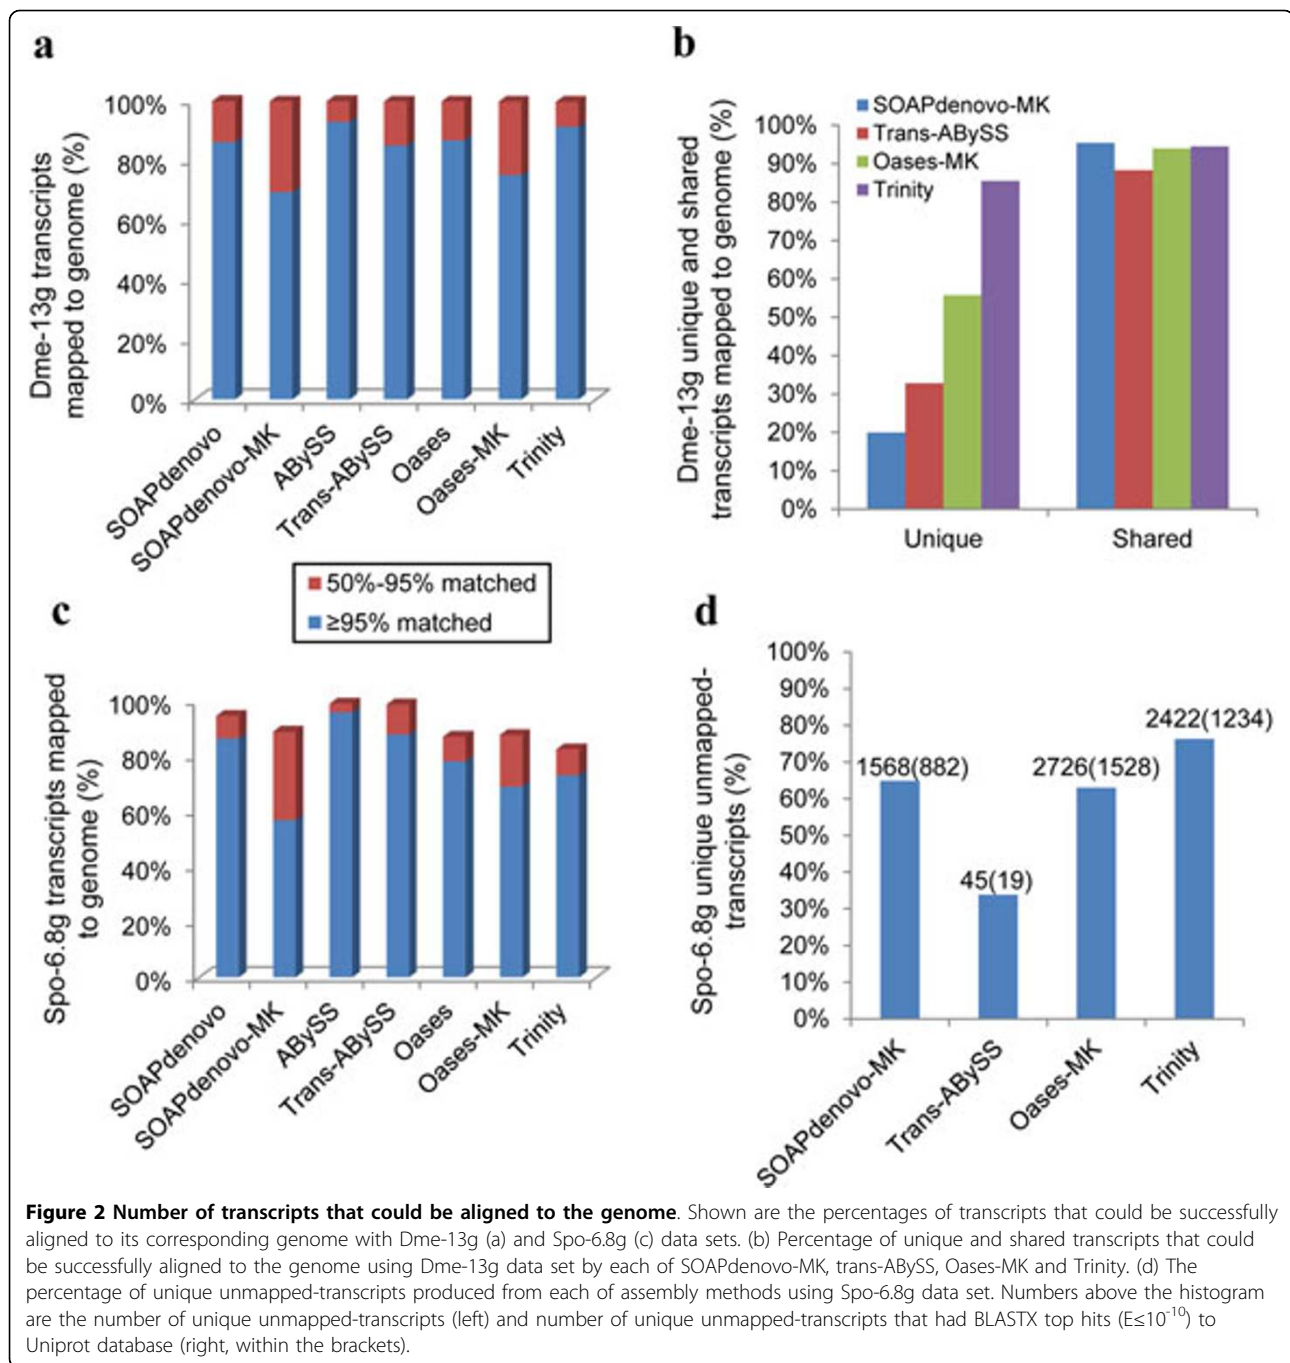 a
Dme-13g transcripts
mapped to genome (%)
100%
80%
60%
40%
20%
0%
SOAPdenovo
SOAPdenovo-MK
ABySS
Trans-ABySS
Oases
Oases-MK
Trinity
b
Dme-13g unique and shared
transcripts mapped to genome (%)
SOAPdenovo-MK
Trans-ABySS
Oases-MK
Trinity
100%
90%
80%
70%
60%
50%
40%
30%
20%
10%
0%
Unique
Shared
50%-95% matched
≥95% matched
c
Spo-6.8g transcripts mapped
to genome (%)
100%
80%
60%
40%
20%
0%
SOAPdenovo
SOAPdenovo-MK
ABySS
Trans-ABySS
Oases
Oases-MK
Trinity
d
Spo-6.8g unique unmapped-
transcripts (%)
100%
90%
80%
70%
60%
50%
40%
30%
20%
10%
0%
1568(882)
45(19)
2726(1528)
2422(1234)
SOAPdenovo-MK
Trans-ABySS
Oases-MK
Trinity
Figure 2 Number of transcripts that could be aligned to the genome. Shown are the percentages of transcripts that could be successfully
aligned to its corresponding genome with Dme-13g (a) and Spo-6.8g (c) data sets. (b) Percentage of unique and shared transcripts that could
be successfully aligned to the genome using Dme-13g data set by each of SOAPdenovo-MK, trans-ABySS, Oases-MK and Trinity. (d) The
percentage of unique unmapped-transcripts produced from each of assembly methods using Spo-6.8g data set. Numbers above the histogram
are the number of unique unmapped-transcripts (left) and number of unique unmapped-transcripts that had BLASTX top hits (E≤10⁻¹⁰) to
Uniprot database (right, within the brackets).